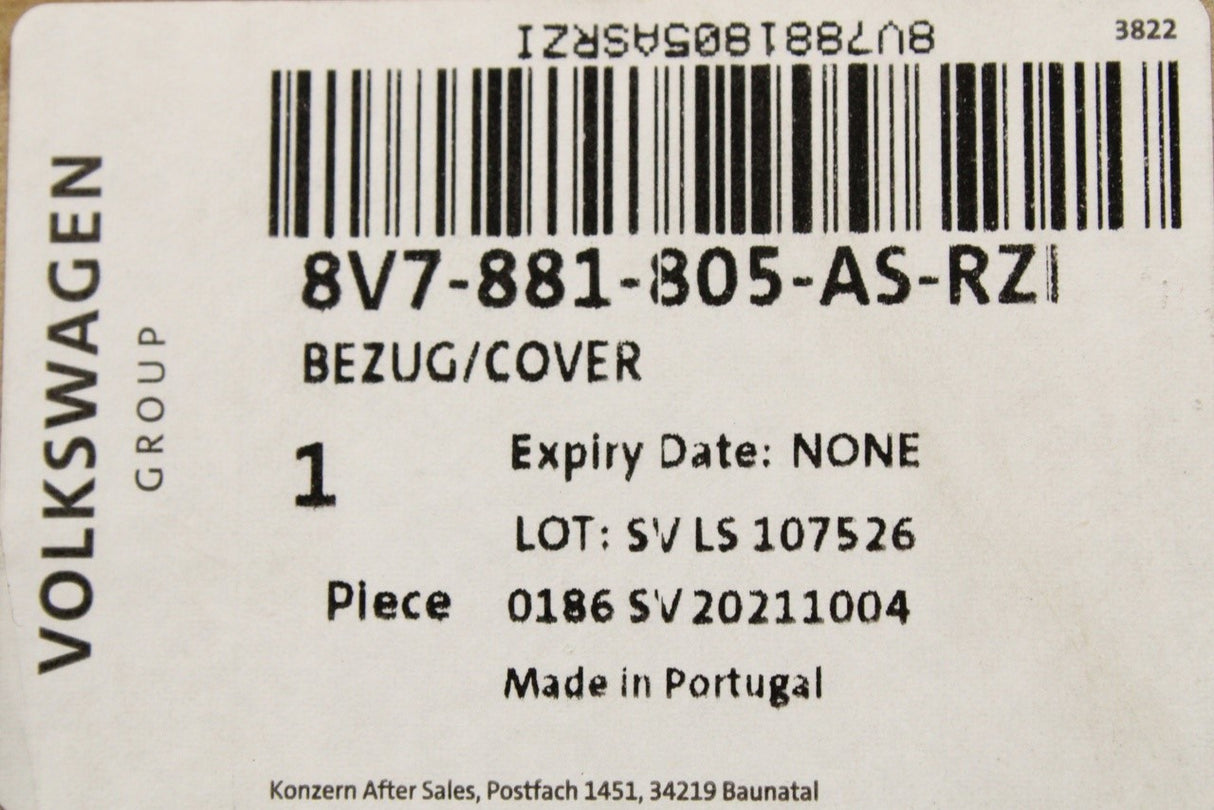 8V7881805ASRZI
3822
8V7-881-805-AS-RZI
BEZUG/COVER
1
Expiry Date: NONE
LOT: SV LS 107526
Piece
0186 SV 20211004
Made in Portugal
Konzern After Sales, Postfach 1451, 34219 Baunatal
VOLKSWAGEN
GROUP